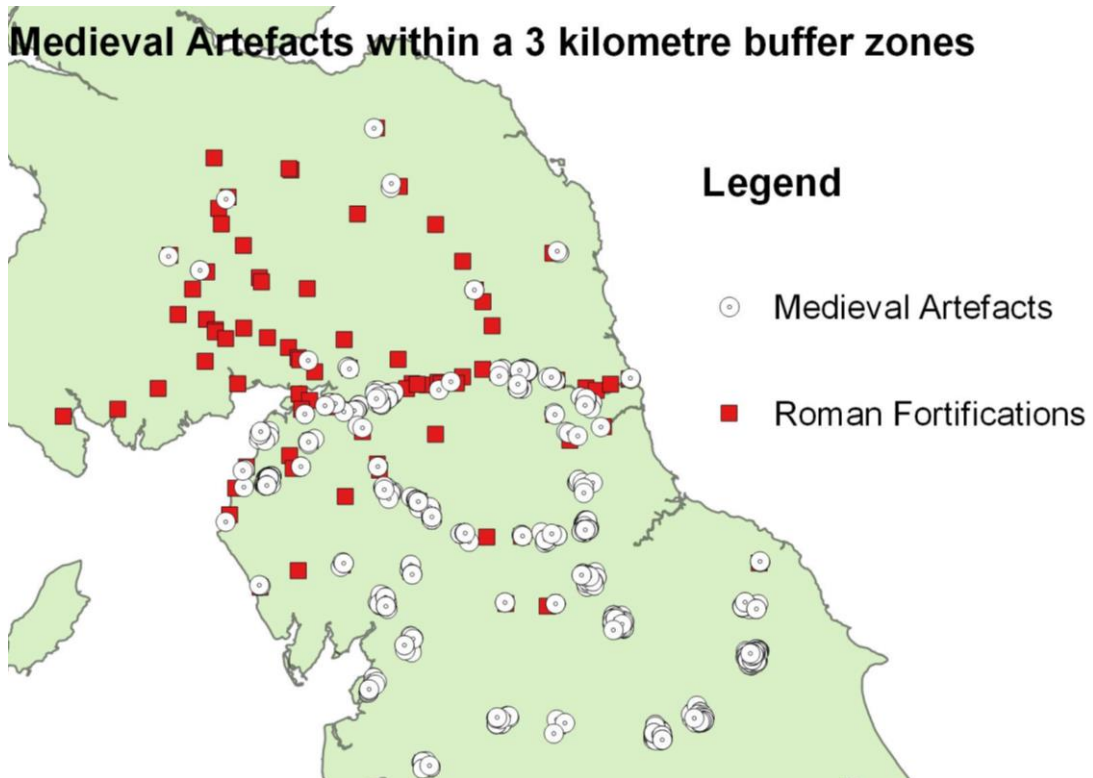 Medieval Artefacts within a 3 kilometre buffer zones
Legend
Medieval Artefacts
Roman Fortifications